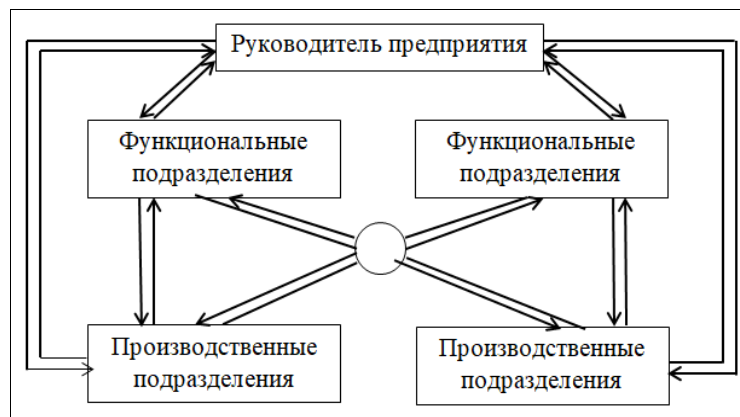 Руководитель предприятия
Функциональные
подразделения
Функциональные
подразделения
Производственные
подразделения
Производственные
подразделения